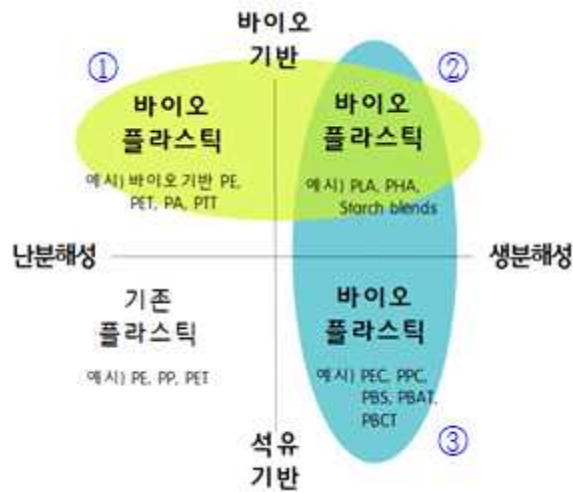 바이오
기반
①
②
바이오
플라스틱
예시) 바이오 기반 PE,
PET, PA, PTT
바이오
플라스틱
예시) PLA, PHA,
Starch blends
난분해성
생분해성
기존
플라스틱
예시) PE, PP, PET
바이오
플라스틱
예시) PEC, PPC,
PBS, PBAT,
PBCT
석유
기반
③